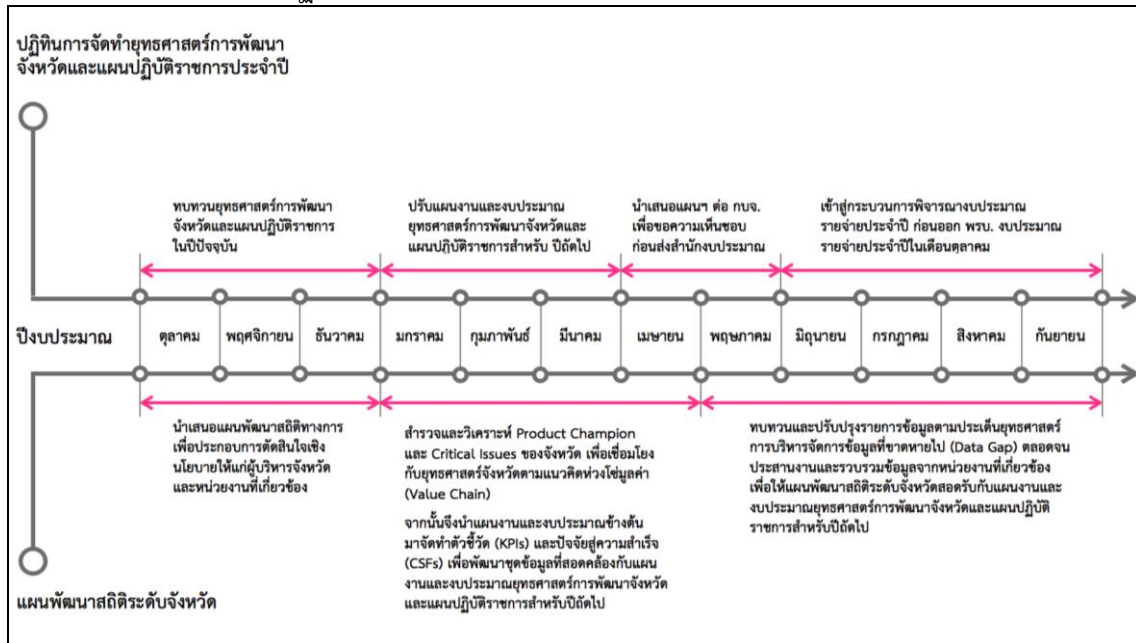 ปฏิทินการจัดทำยุทธศาสตร์การพัฒนา
จังหวัดและแผนปฏิบัติราชการประจำปี
ทบทวนยุทธศาสตร์การพัฒนา
จังหวัดและแผนปฏิบัติราชการ
ในปีปัจจุบัน
ปรับแผนงานและงบประมาณ
ยุทธศาสตร์การพัฒนาจังหวัดและ
แผนปฏิบัติราชการสำหรับ ปีถัดไป
นำเสนอแผนฯ ต่อ กบจ.
เพื่อขอความเห็นชอบ
ก่อนส่งสำนักงบประมาณ
เข้าสู่กระบวนการพิจารณางบประมาณ
รายจ่ายประจำปี ก่อนออก พรบ. งบประมาณ
รายจ่ายประจำปีในเดือนตุลาคม
ปีงบประมาณ ตุลาคม พฤศจิกายน ธันวาคม มกราคม กุมภาพันธ์ มีนาคม เมษายน พฤษภาคม มิถุนายน กรกฎาคม สิงหาคม กันยายน
นำเสนอแผนพัฒนาสถิติทางการ
เพื่อประกอบการตัดสินใจเชิง
นโยบายให้แก่ผู้บริหารจังหวัด
และหน่วยงานที่เกี่ยวข้อง
สำรวจและวิเคราะห์ Product Champion
และ Critical Issues ของจังหวัด เพื่อเชื่อมโยง
กับยุทธศาสตร์จังหวัดตามแนวคิดห่วงโซ่มูลค่า
(Value Chain)
จากนั้นจึงนำแผนงานและงบประมาณข้างต้น
มาจัดทำตัวชี้วัด (KPIs) และปัจจัยสู่ความสำเร็จ
(CSFs) เพื่อพัฒนาชุดข้อมูลที่สอดคล้องกับแผน
งานและงบประมาณยุทธศาสตร์การพัฒนาจังหวัด
และแผนปฏิบัติราชการสำหรับปีถัดไป
ทบทวนและปรับปรุงรายการข้อมูลตามประเด็นยุทธศาสตร์
การบริหารจัดการข้อมูลที่ขาดหายไป (Data Gap) ตลอดจน
ประสานงานและรวบรวมข้อมูลจากหน่วยงานที่เกี่ยวข้อง
เพื่อให้แผนพัฒนาสถิติระดับจังหวัดสอดรับกับแผนงานและ
งบประมาณยุทธศาสตร์การพัฒนาจังหวัดและแผนปฏิบัติ
ราชการสำหรับปีถัดไป
แผนพัฒนาสถิติระดับจังหวัด